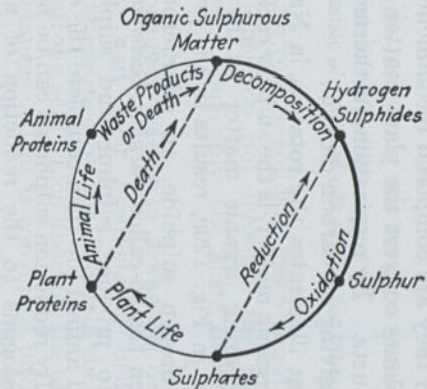 Organic Sulphurous
Matter
Waste Products
or Death
Decomposition
Hydrogen
Sulphides
Animal
Proteins
Death
Animal Life
Reduction
Plant
Proteins
Plant Life
Oxidation
Sulphur
Sulphates